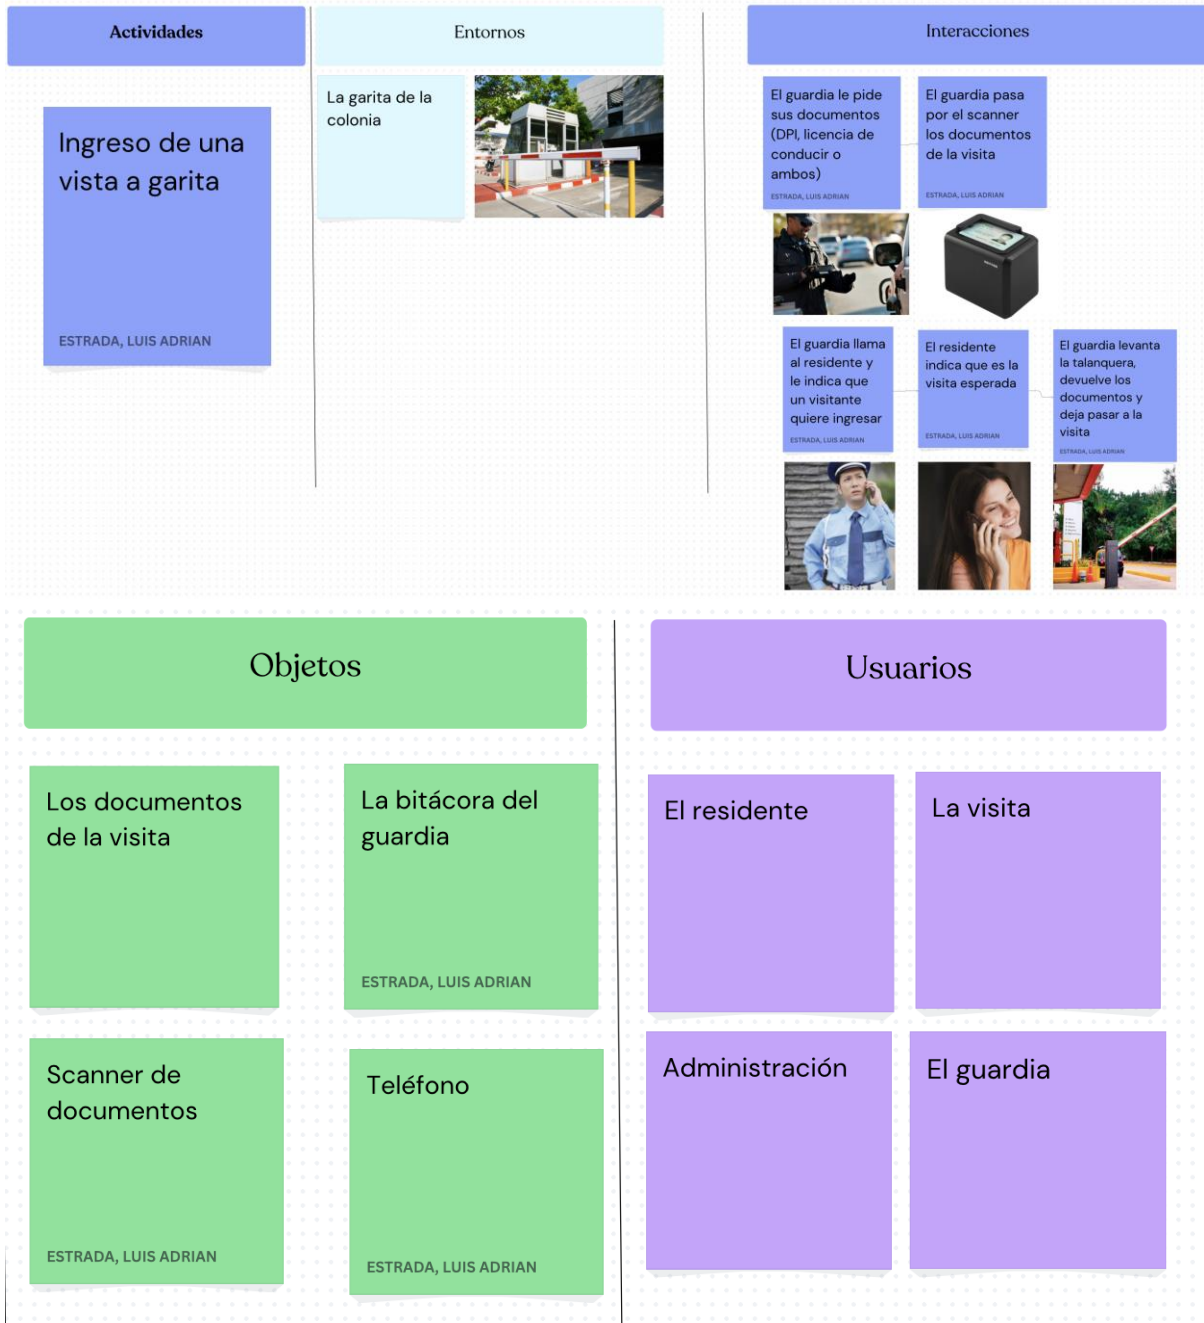 Actividades
Entornos
Interacciones
Ingreso de una
vista a garita
ESTRADA, LUIS ADRIAN
La garita de la
colonia
El guardia le pide
sus documentos
(DPI, licencia de
conducir o
ambos)
ESTRADA, LUIS ADRIAN
El guardia pasa
por el scanner
los documentos
de la visita
ESTRADA, LUIS ADRIAN
El guardia llama
al residente y
le indica que
un visitante
quiere ingresar
ESTRADA, LUIS ADRIAN
El residente
indica que es la
visita esperada
ESTRADA, LUIS ADRIAN
El guardia levanta
la talanquera,
devuelve los
documentos y
deja pasar a la
visita
ESTRADA, LUIS ADRIAN
Objetos
Los documentos
de la visita
La bitácora del
guardia
ESTRADA, LUIS ADRIAN
Scanner de
documentos
ESTRADA, LUIS ADRIAN
Teléfono
ESTRADA, LUIS ADRIAN
Usuarios
El residente
La visita
Administración
El guardia